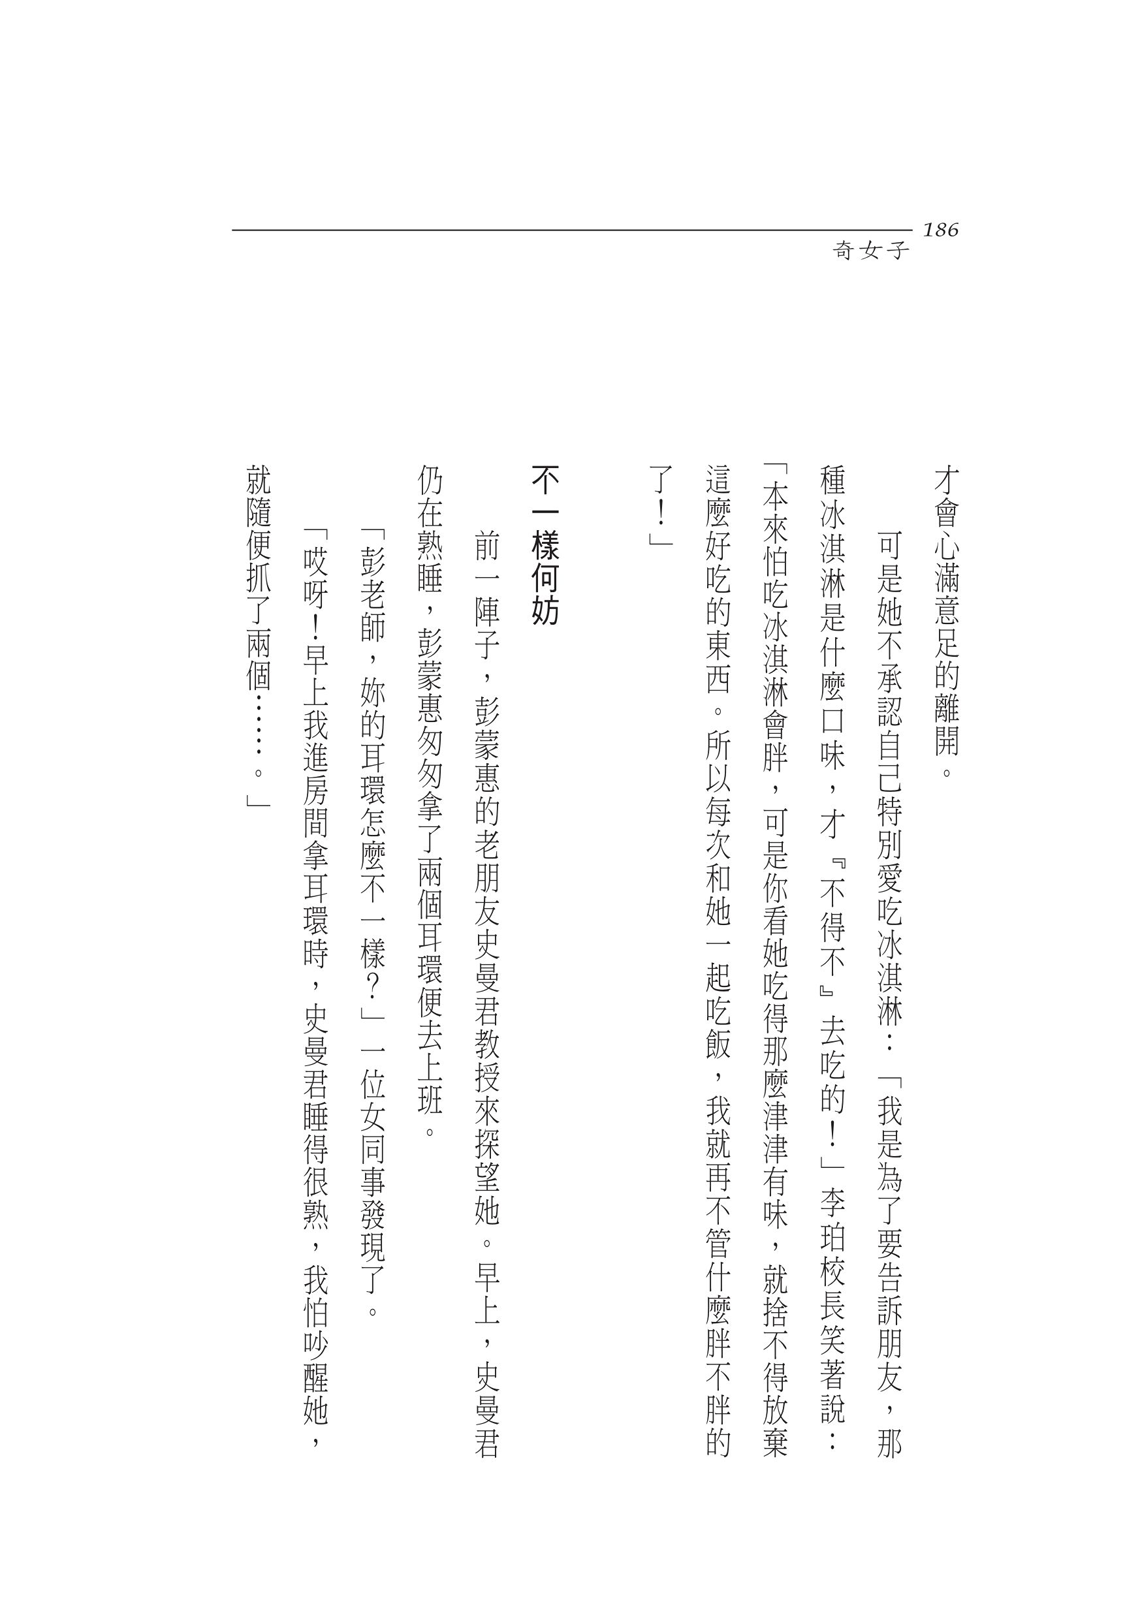 186
奇女子
才會心滿意足的離開。
可是她不承認自己特別愛吃冰淇淋：「我是為了要告訴朋友，那
種冰淇淋是什麼口味，才『不得不』去吃的！」李珀校長笑著說：
「本來怕吃冰淇淋會胖，可是你看她吃得那麼津津有味，就捨不得放棄
這麼好吃的東西。所以每次和她一起吃飯，我就再不管什麼胖不胖的
了！」
不一樣何妨
前一陣子，彭蒙惠的老朋友史曼君教授來探望她。早上，史曼君
仍在熟睡，彭蒙惠匆匆拿了兩個耳環便去上班。
「彭老師，妳的耳環怎麼不一樣？」一位女同事發現了。
「哎呀！早上我進房間拿耳環時，史曼君睡得很熟，我怕吵醒她，
就隨便抓了兩個……。」